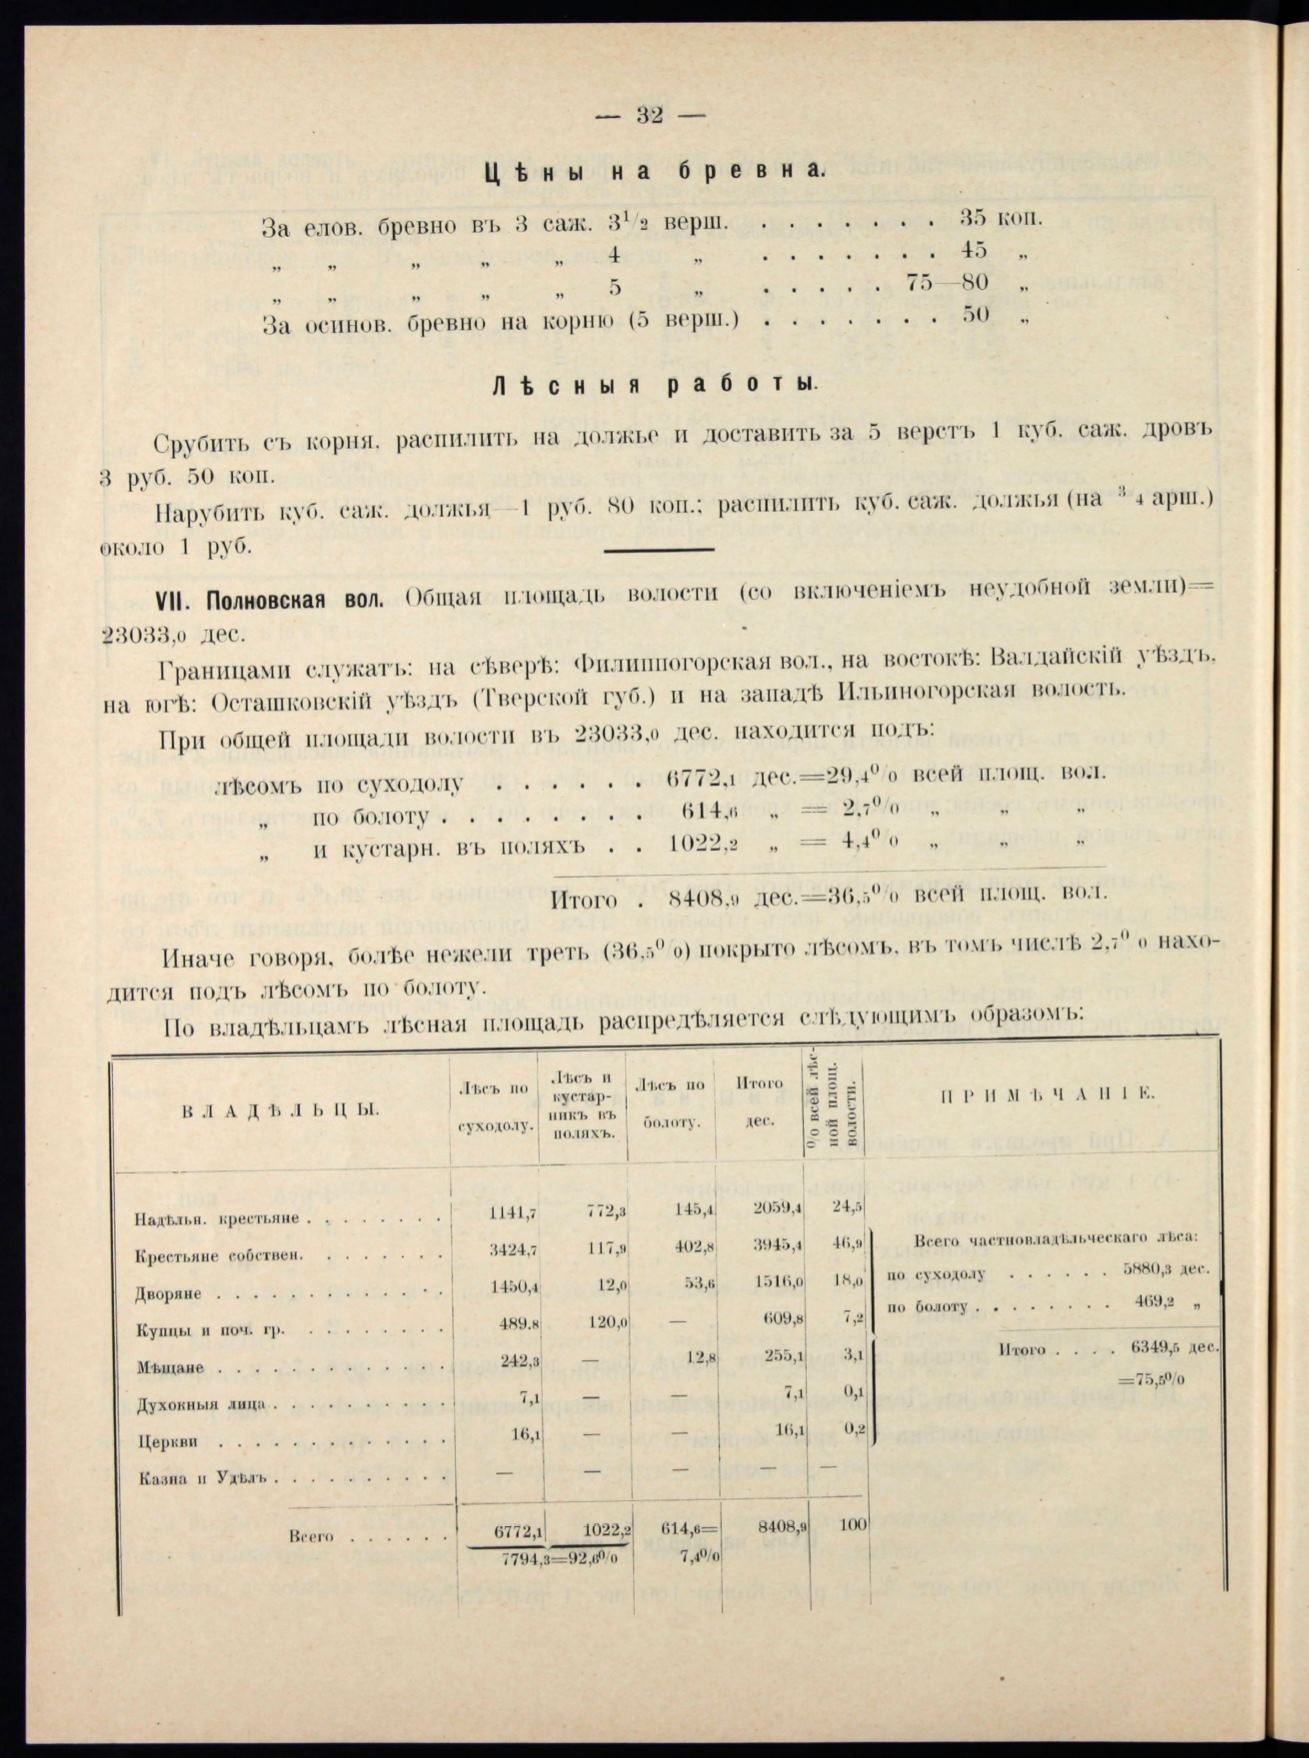 — 32 —
Цѣны на бревна.
За елов. бревно въ 3 саж. 3¹/₂ верш. . . . . . . . 35 коп.
„ „ „ „ „ 4 „ . . . . . . . 45 „
„ „ „ „ „ 5 „ . . . . . 75—80 „
За осинов. бревно на корню (5 верш.) . . . . . . . 50 „
Лѣсныя работы.
Срубить съ корня, распилить на должье и доставить за 5 верстъ 1 куб. саж. дровъ
3 руб. 50 коп.
Нарубить куб. саж. должья—1 руб. 80 коп.; распилить куб. саж. должья (на ³ ₄ арш.)
около 1 руб.
VII. Полновская вол. Общая площадь волости (со включеніемъ неудобной земли)=
23033,0 дес.
Границами служатъ: на сѣверѣ: Филиппогорская вол., на востокѣ: Валдайскій уѣздъ,
на югѣ: Осташковскій уѣздъ (Тверской губ.) и на западѣ Ильиногорская волость.
При общей площади волости въ 23033,0 дес. находится подъ:
лѣсомъ по суходолу . . . . . . 6772,1 дес.=29,4% всей площ. вол.
„ по болоту . . . . . . . . 614,6 „ = 2,7% „ „ „
„ и кустарн. въ поляхъ . . 1022,2 „ = 4,4% „ „ „
Итого . 8408,9 дес.=36,5% всей площ. вол.
Иначе говоря, болѣе нежели треть (36,5%) покрыто лѣсомъ, въ томъ числѣ 2,7% нахо-
дится подъ лѣсомъ по болоту.
По владѣльцамъ лѣсная площадь распредѣляется слѣдующимъ образомъ:
ВЛАДѢЛЬЦЫ. Лѣсъ по суходолу. Лѣсъ и кустар-никъ въ поляхъ. Лѣсъ по болоту. Итого дес. % всей лѣс-ной площ. волости. ПРИМѢЧАНІЕ.
Надѣльн. крестьяне . . . . . . . . 1141,7 772,3 145,4 2059,4 24,5
Крестьяне собствен. . . . . . . . 3424,7 117,9 402,8 3945,4 46,9 Всего частновладѣльческаго лѣса:
Дворяне . . . . . . . . . . . . 1450,4 12,0 53,6 1516,0 18,0 по суходолу . . . . . . 5880,3 дес.
Купцы и поч. гр. . . . . . . . . 489.8 120,0 — 609,8 7,2 по болоту . . . . . . . . 469,2 „
Мѣщане . . . . . . . . . . . . 242,3 — 12,8 255,1 3,1 Итого . . . . 6349,5 дес.
=75,5%
Духовныя лица . . . . . . . . . . 7,1 — — 7,1 0,1
Церкви . . . . . . . . . . . . 16,1 — — 16,1 0,2
Казна и Удѣлъ . . . . . . . . . . — — — — —
Всего . . . . . . 6772,1 1022,2 614,6= 8408,9 100
7794,3=92,6% 7,4%